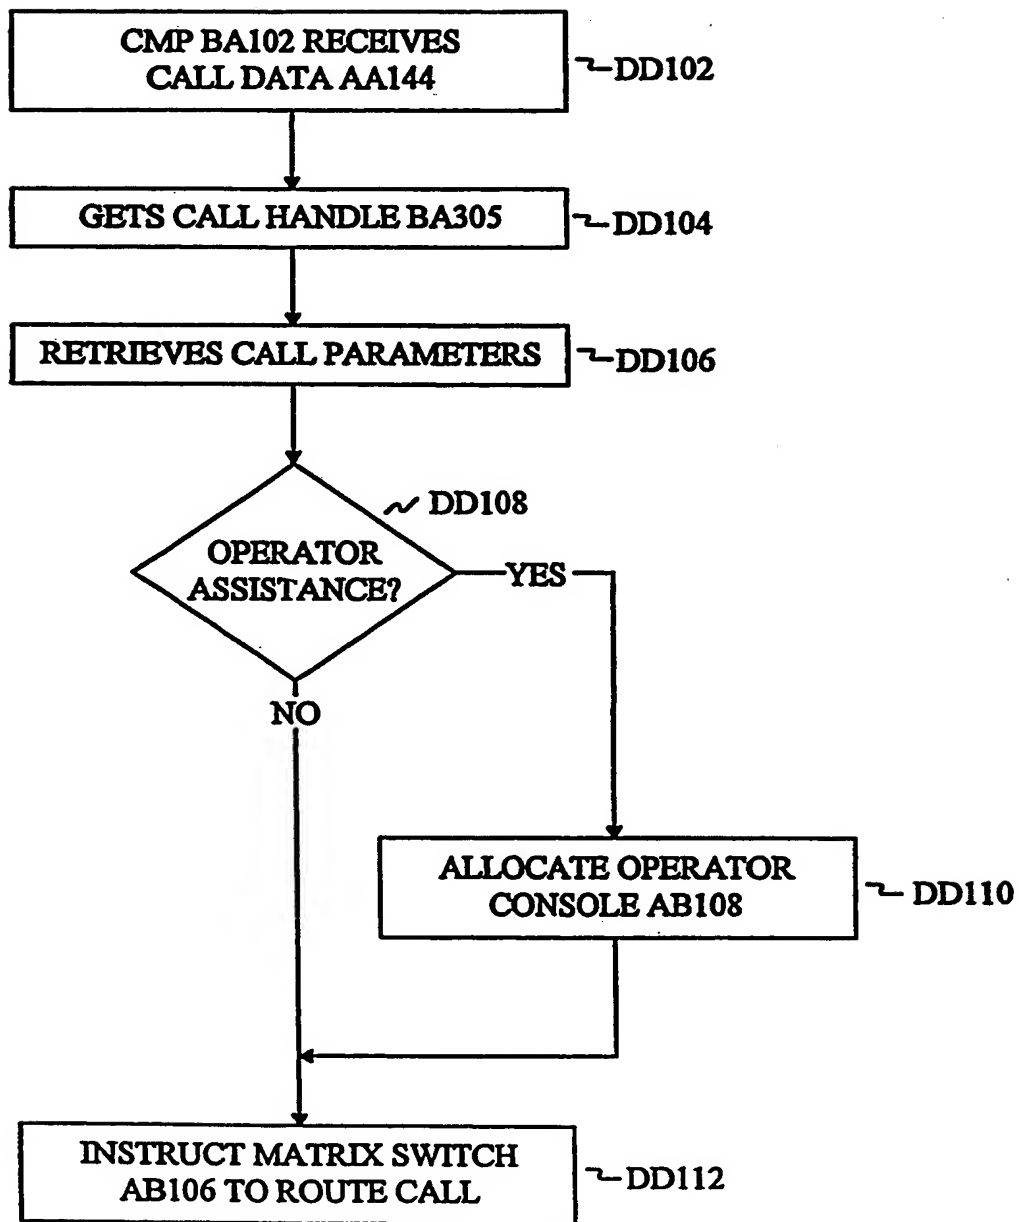 CMP BA102 RECEIVES
CALL DATA AA144
DD102
GETS CALL HANDLE BA305
DD104
RETRIEVES CALL PARAMETERS
DD106
DD108
OPERATOR
ASSISTANCE?
YES
NO
ALLOCATE OPERATOR
CONSOLE AB108
DD110
INSTRUCT MATRIX SWITCH
AB106 TO ROUTE CALL
DD112